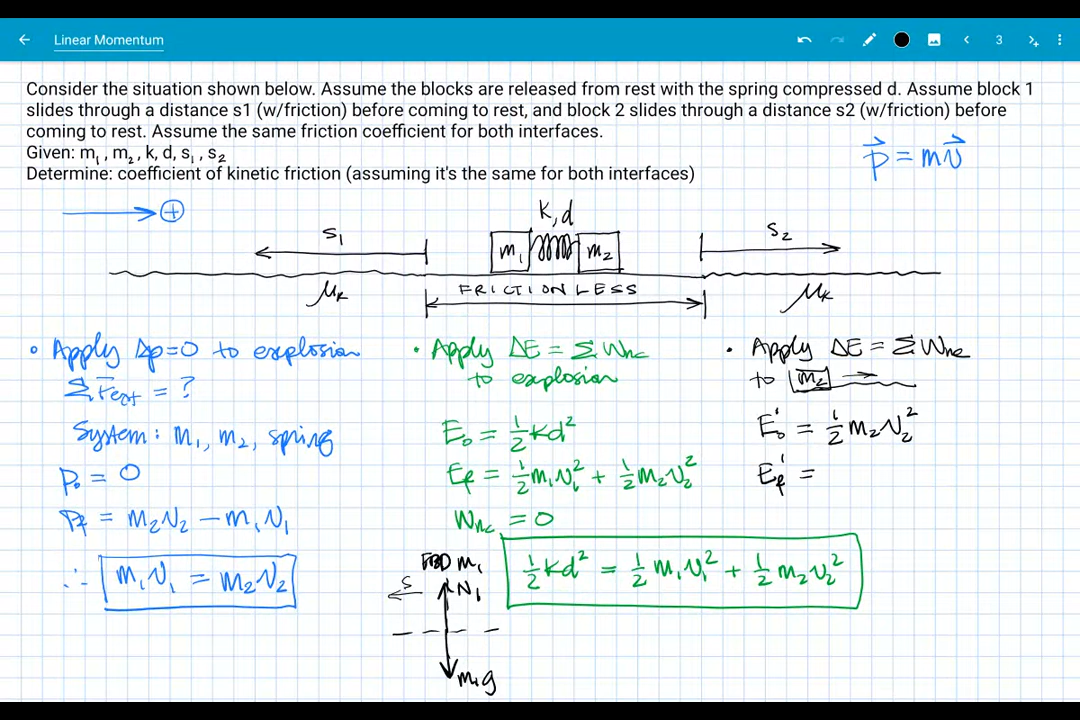 Linear Momentum
3
Consider the situation shown below. Assume the blocks are released from rest with the spring compressed d. Assume block 1
slides through a distance s1 (w/friction) before coming to rest, and block 2 slides through a distance s2 (w/friction) before
coming to rest. Assume the same friction coefficient for both interfaces.
Given: m₁ , m₂ , k, d, s₁ , s₂
Determine: coefficient of kinetic friction (assuming it's the same for both interfaces)
p⃗ = mv⃗
→ ⊕
k, d
s₁
m₁ m₂
s₂
μₖ
FRICTIONLESS
μₖ
• Apply Δp=0 to explosion
ΣF̄ext = ?
System: m₁, m₂, spring
P₀ = 0
Pf = m₂v₂ – m₁v₁
∴ m₁v₁ = m₂v₂
• Apply ΔE = ΣWnc
to explosion
E₀ = ½kd²
Ef = ½m₁v₁² + ½m₂v₂²
Wnc = 0
½kd² = ½m₁v₁² + ½m₂v₂²
FBD m₁
S
N₁
m₁g
• Apply ΔE = ΣWnc
to m₂ →
E₀' = ½m₂v₂²
Ef' =